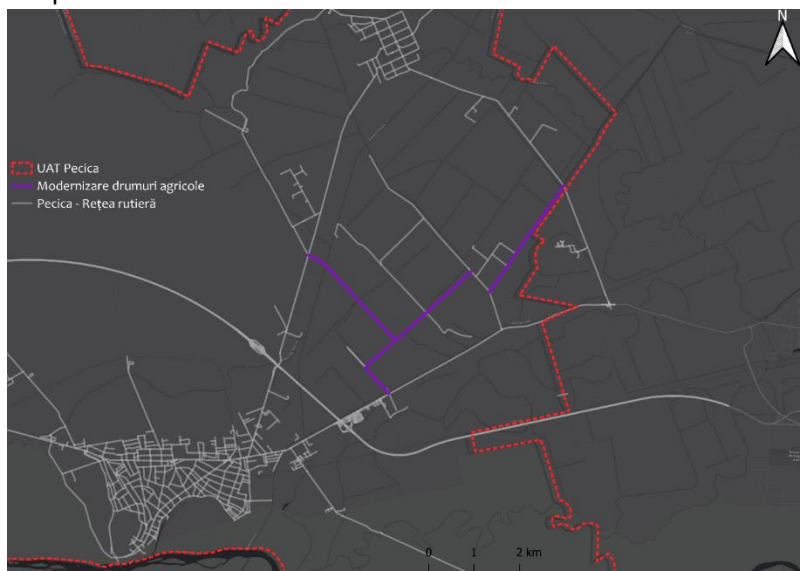 N
UAT Pecica
Modernizare drumuri agricole
Pecica - Rețea rutieră
0 1 2 km